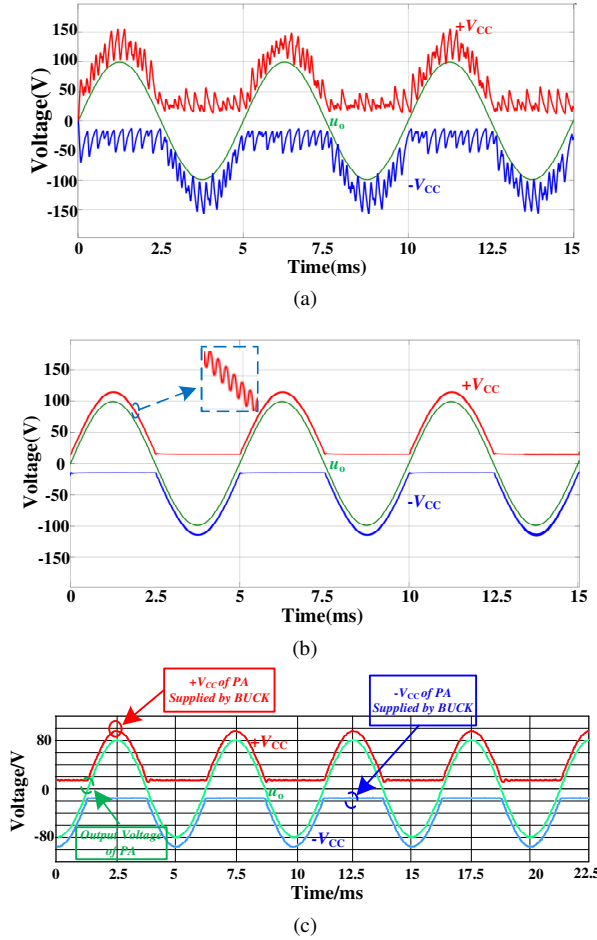 150
100
50
0
-50
-100
-150
Voltage(V)
+VCC
uo
-VCC
0 2.5 5 7.5 10 12.5 15
Time(ms)
(a)
150
100
50
0
-50
-100
-150
Voltage(V)
+VCC
uo
-VCC
0 2.5 5 7.5 10 12.5 15
Time(ms)
(b)
+VCC of PA
Supplied by BUCK
-VCC of PA
Supplied by BUCK
80
0
-80
Voltage/V
+VCC
uo
Output Voltage
of PA
-VCC
0 2.5 5 7.5 10 12.5 15 17.5 20 22.5
Time/ms
(c)